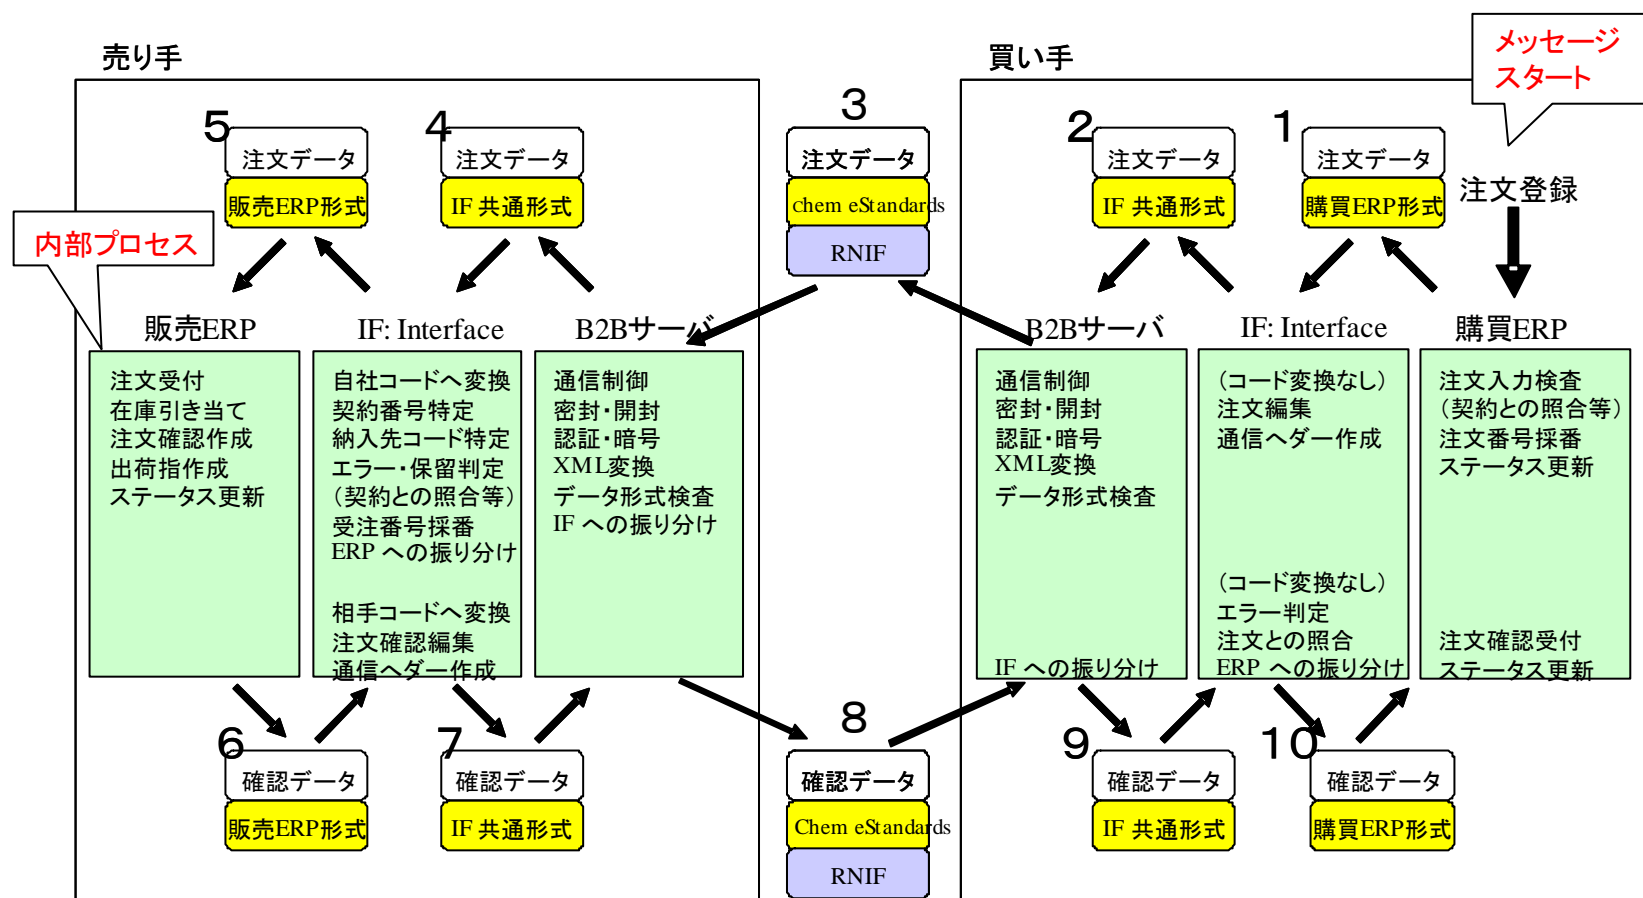 売り手
買い手
メッセージ
スタート
5
注文データ
販売ERP形式
4
注文データ
IF 共通形式
3
注文データ
chem eStandards
RNIF
2
注文データ
IF 共通形式
1
注文データ
購買ERP形式
注文登録
内部プロセス
販売ERP
注文受付
在庫引き当て
注文確認作成
出荷指作成
ステータス更新
IF: Interface
自社コードへ変換
契約番号特定
納入先コード特定
エラー・保留判定
（契約との照合等）
受注番号採番
ERP への振り分け
相手コードへ変換
注文確認編集
通信ヘダー作成
B2Bサーバ
通信制御
密封・開封
認証・暗号
XML変換
データ形式検査
IF への振り分け
B2Bサーバ
通信制御
密封・開封
認証・暗号
XML変換
データ形式検査
IF への振り分け
IF: Interface
（コード変換なし）
注文編集
通信ヘダー作成
（コード変換なし）
エラー判定
注文との照合
ERP への振り分け
購買ERP
注文入力検査
（契約との照合等）
注文番号採番
ステータス更新
注文確認受付
ステータス更新
6
確認データ
販売ERP形式
7
確認データ
IF 共通形式
8
確認データ
Chem eStandards
RNIF
9
確認データ
IF 共通形式
10
確認データ
購買ERP形式